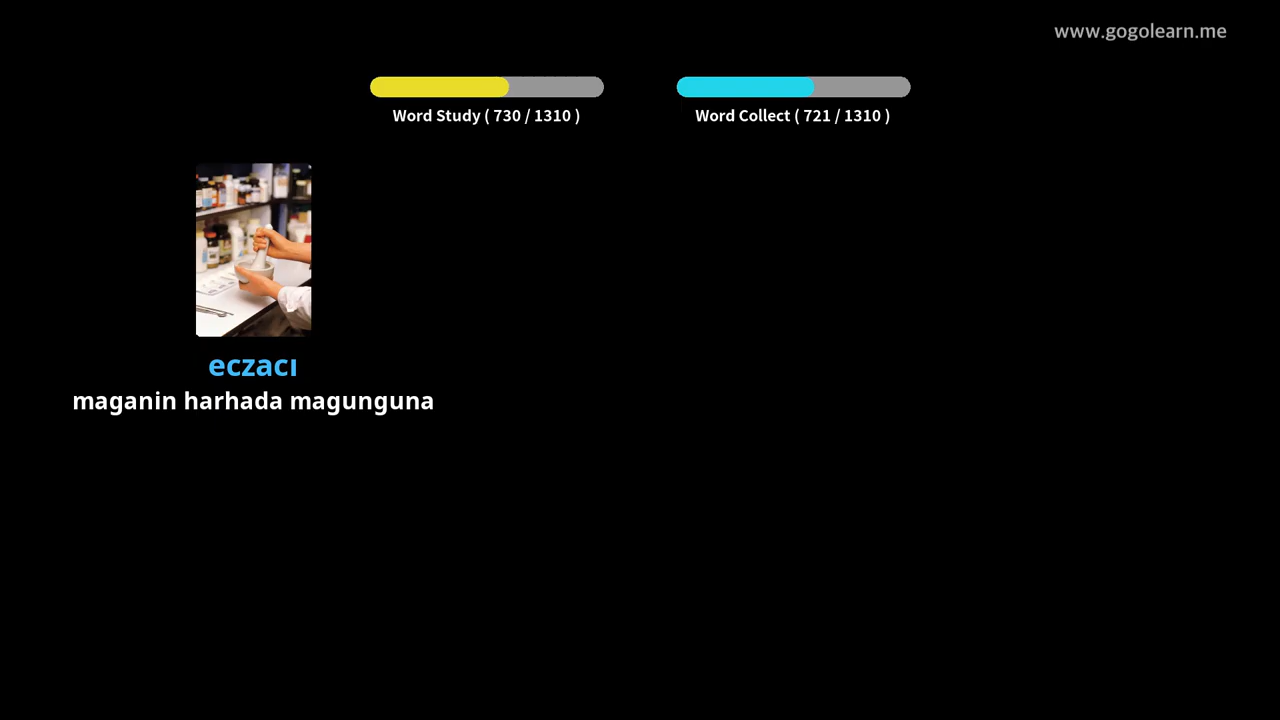 www.gogolearn.me
Word Study ( 730 / 1310 )
Word Collect ( 721 / 1310 )
eczacı
maganin harhada magunguna